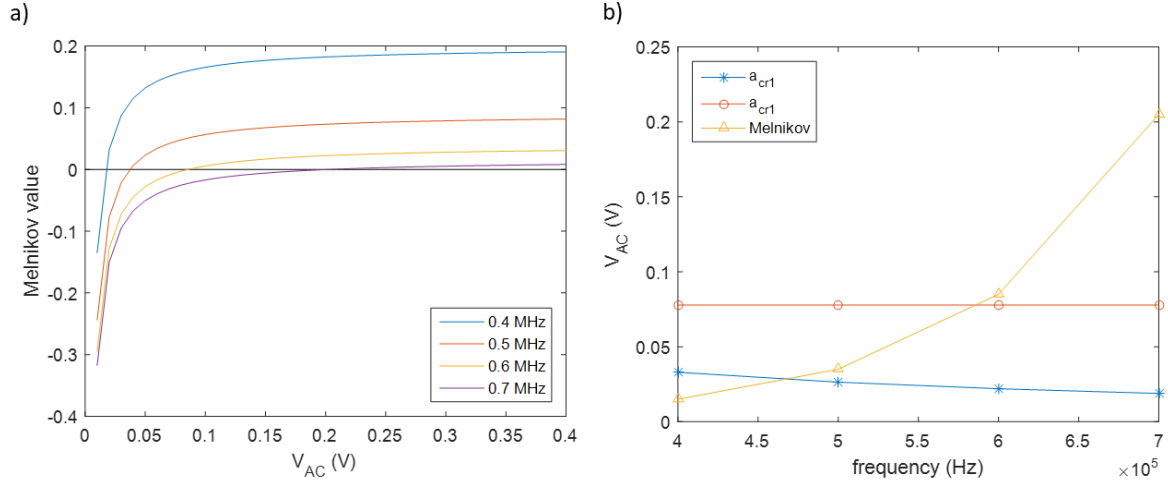 a)
0.2
0.1
0
-0.1
-0.2
-0.3
-0.4
Melnikov value
0 0.05 0.1 0.15 0.2 0.25 0.3 0.35 0.4
V_AC (V)
0.4 MHz
0.5 MHz
0.6 MHz
0.7 MHz
b)
0.25
0.2
0.15
0.1
0.05
0
V_AC (V)
a_cr1
a_cr1
Melnikov
4 4.5 5 5.5 6 6.5 7
frequency (Hz)
× 10^5